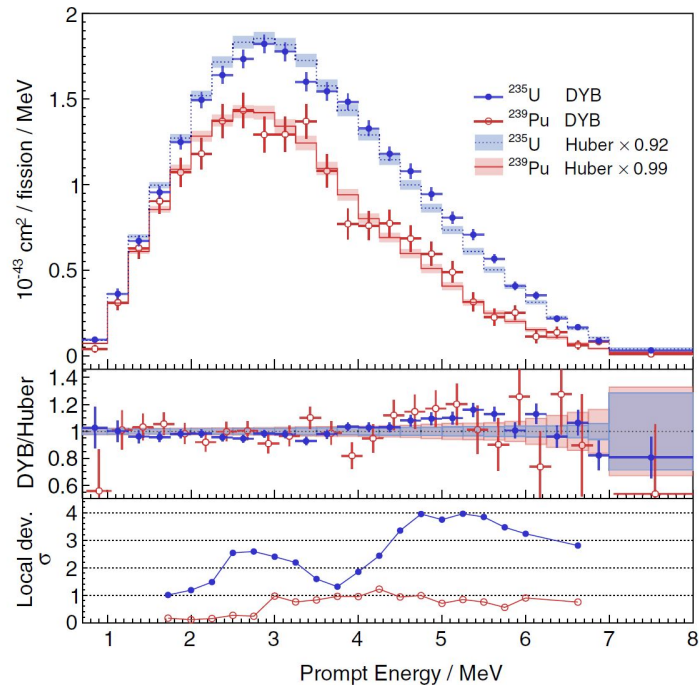 10⁻⁴³ cm² / fission / MeV
2
1.5
1
0.5
0
²³⁵U DYB
²³⁹Pu DYB
²³⁵U Huber × 0.92
²³⁹Pu Huber × 0.99
DYB/Huber
1.4
1.2
1.0
0.8
0.6
Local dev.
σ
4
3
2
1
0
1 2 3 4 5 6 7 8
Prompt Energy / MeV